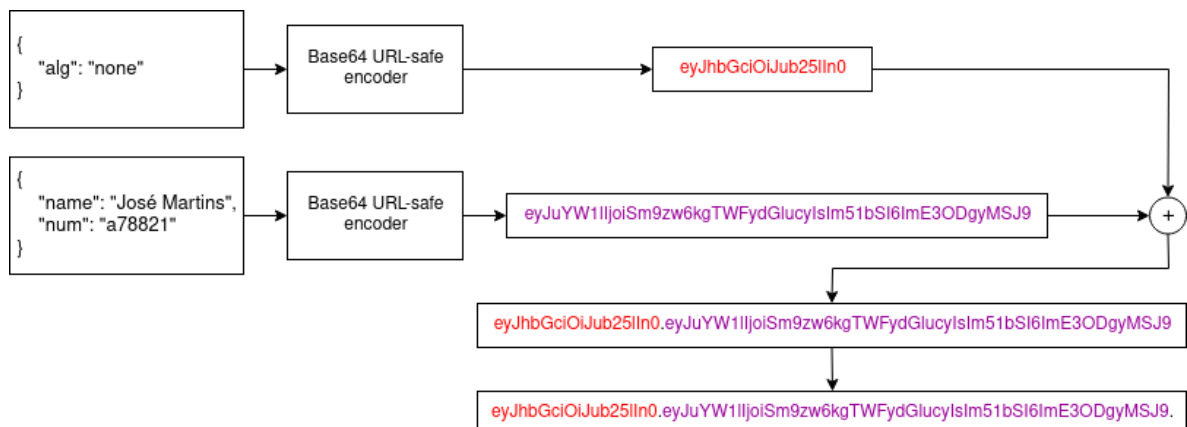 {
"alg": "none"
}
Base64 URL-safe
encoder
eyJhbGciOiJub25lIn0
{
"name": "José Martins",
"num": "a78821"
}
Base64 URL-safe
encoder
eyJuYW1lIjoiSm9zw6kgTWFydGlucyIsIm51bSI6ImE3ODgyMSJ9
+
eyJhbGciOiJub25lIn0.eyJuYW1lIjoiSm9zw6kgTWFydGlucyIsIm51bSI6ImE3ODgyMSJ9
eyJhbGciOiJub25lIn0.eyJuYW1lIjoiSm9zw6kgTWFydGlucyIsIm51bSI6ImE3ODgyMSJ9.